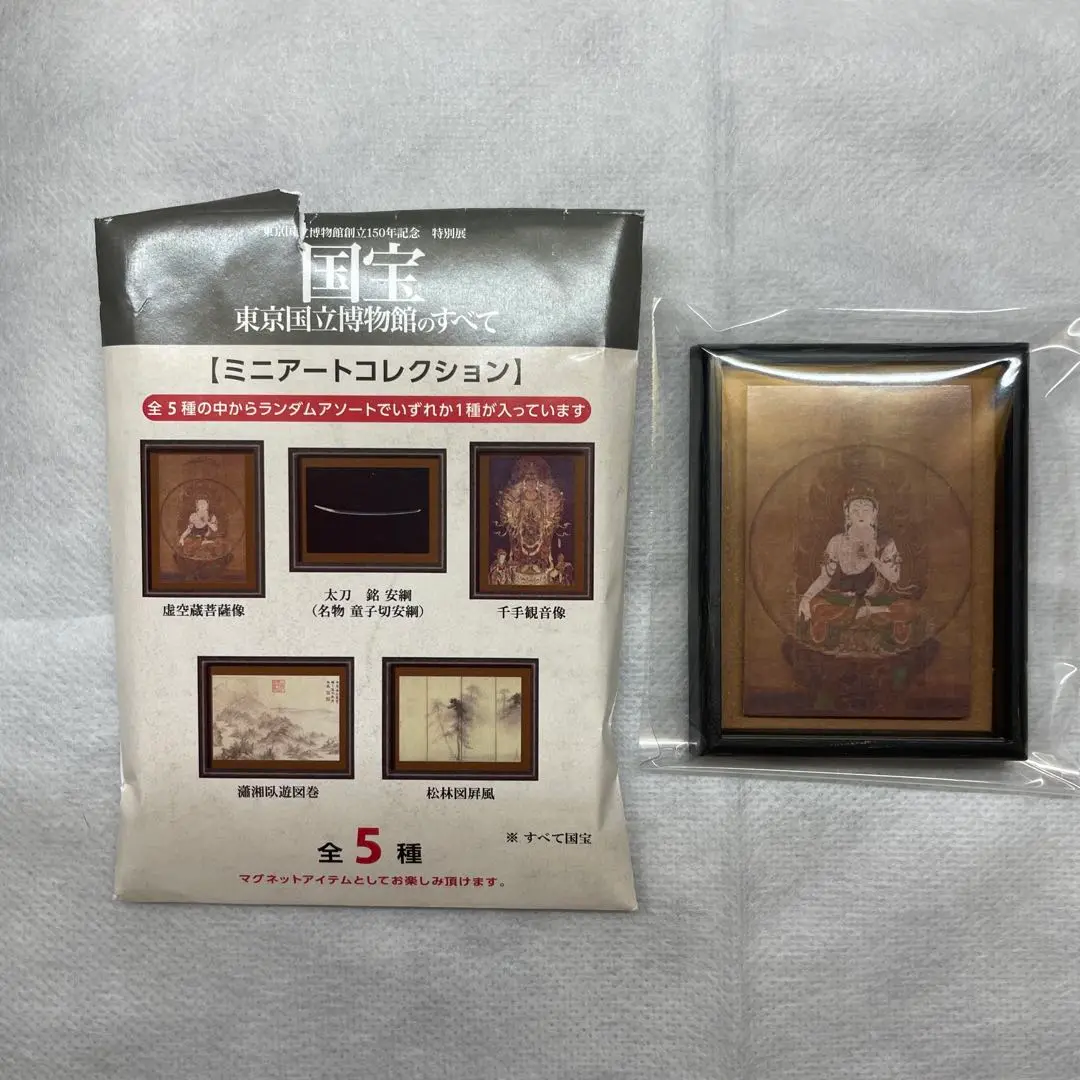 東京国立博物館創立150年記念 特別展
国宝
東京国立博物館のすべて
【ミニアートコレクション】
全5種の中からランダムアソートでいずれか1種が入っています
虚空蔵菩薩像
太刀 銘 安綱
（名物 童子切安綱）
千手観音像
瀟湘臥遊図巻
松林図屏風
全5種
※すべて国宝
マグネットアイテムとしてお楽しみ頂けます。